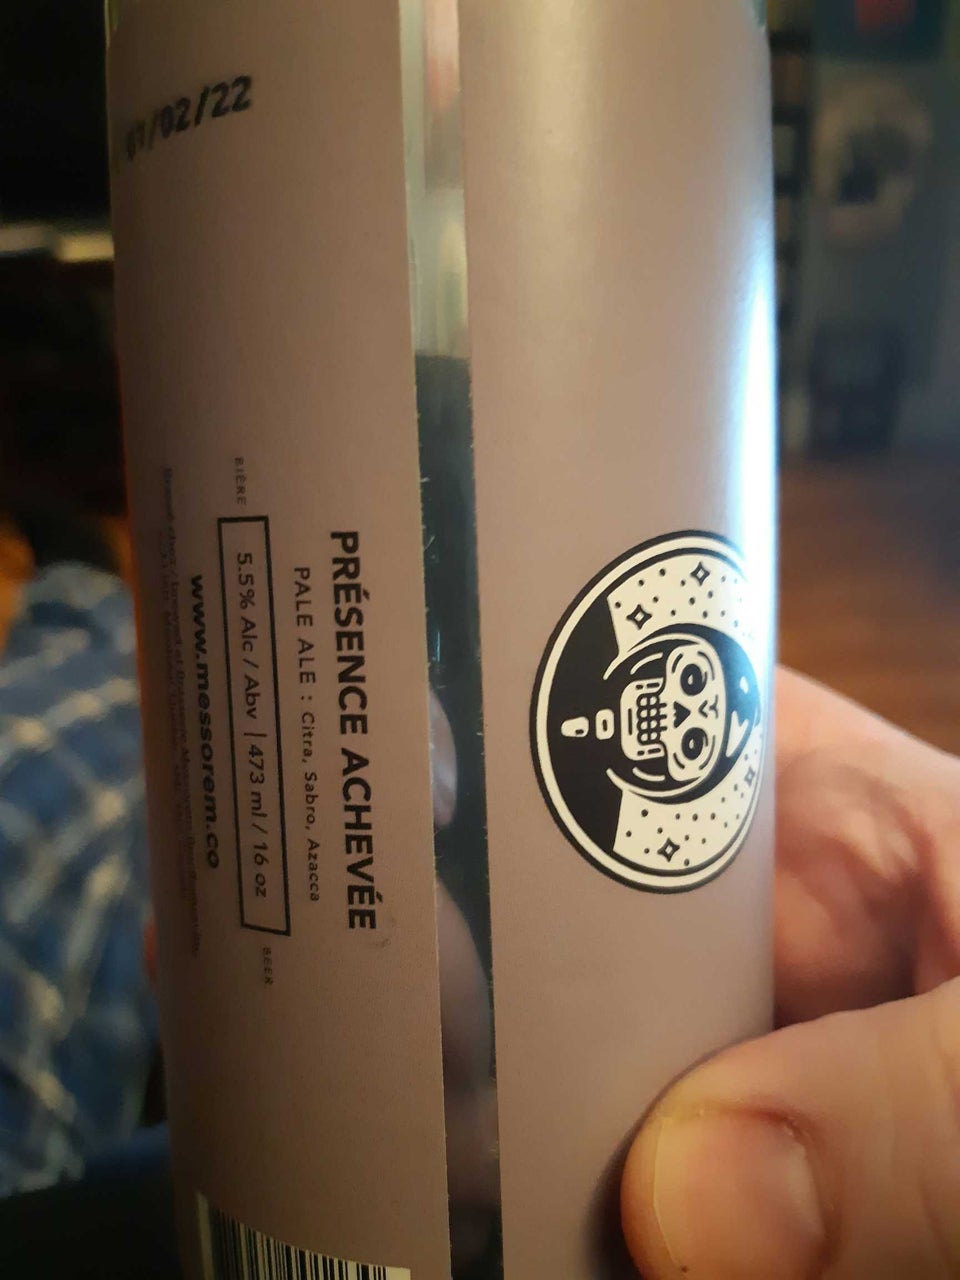 /02/22
PRÉSENCE ACHEVÉE
PALE ALE : Citra, Sabro, Azacca
BIÈRE
5.5% Alc / Abv | 473 ml / 16 oz
BEER
www.messorem.co